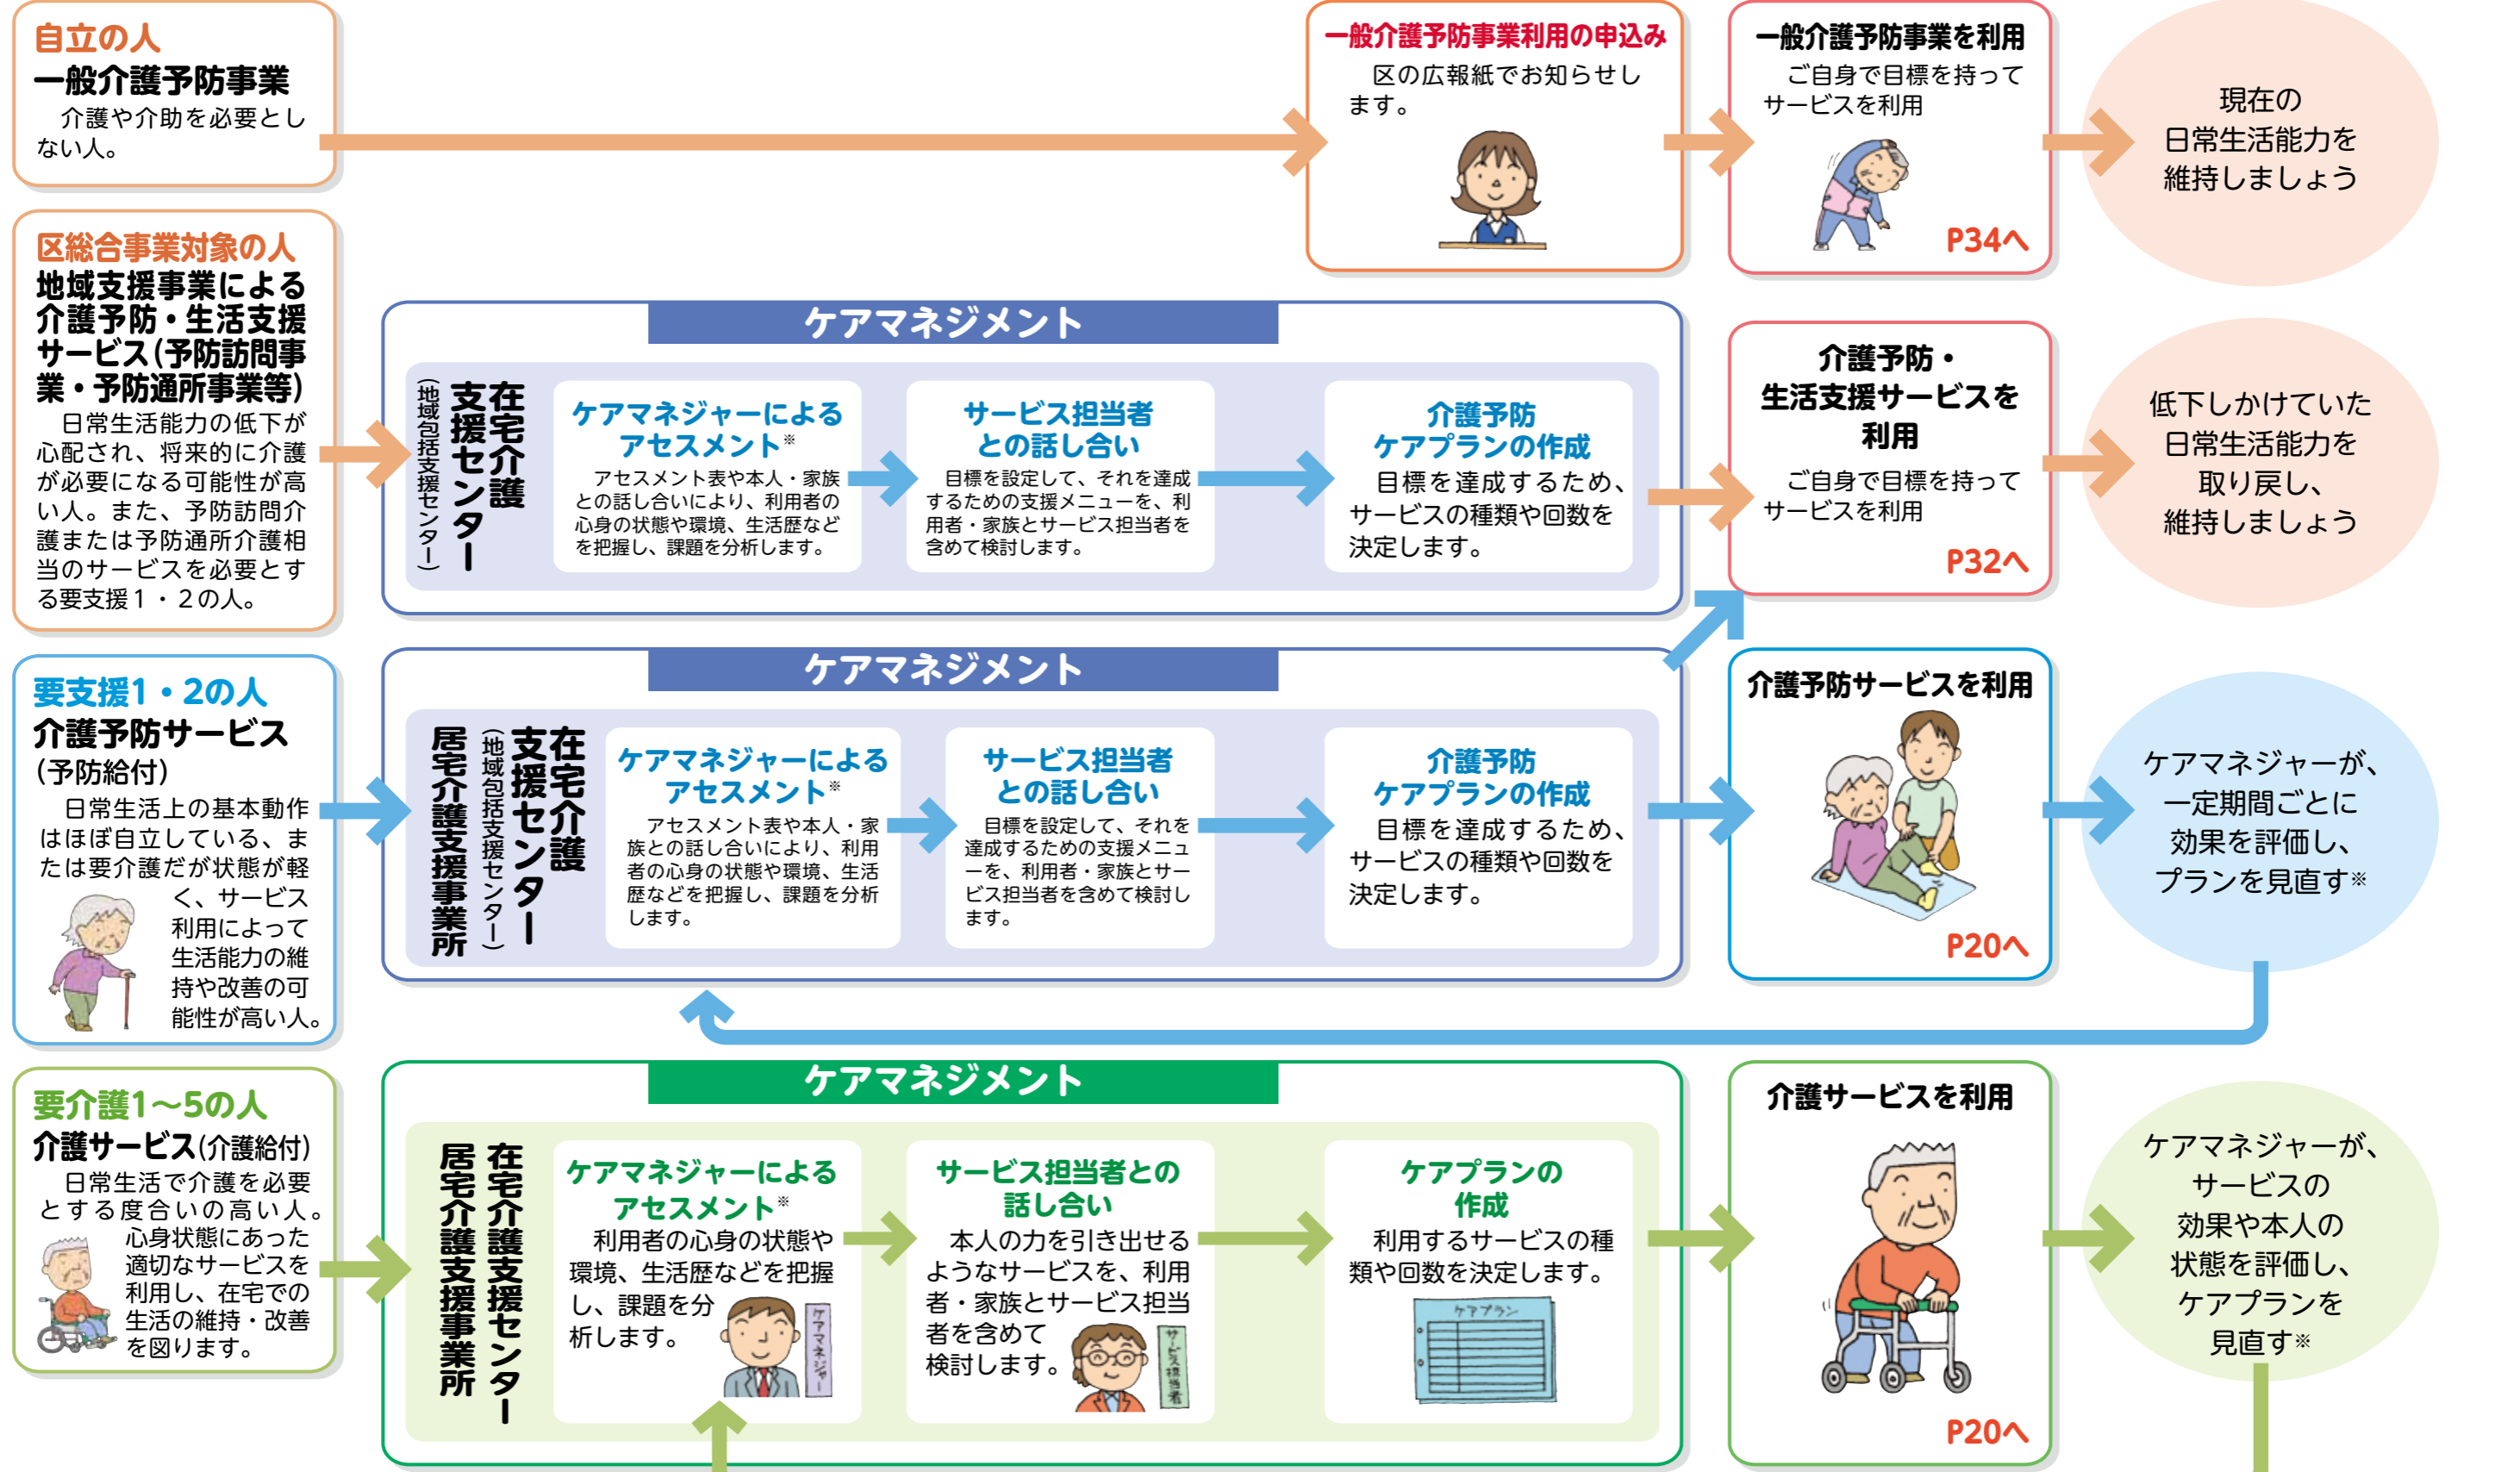 自立の人
一般介護予防事業
介護や介助を必要とし
ない人。
一般介護予防事業利用の申込み
区の広報紙でお知らせし
ます。
一般介護予防事業を利用
ご自身で目標を持って
サービスを利用
P34へ
現在の
日常生活能力を
維持しましょう
区総合事業対象の人
地域支援事業による
介護予防・生活支援
サービス(予防訪問事
業・予防通所事業等)
日常生活能力の低下が
心配され、将来的に介護
が必要になる可能性が高
い人。また、予防訪問介
護または予防通所介護相
当のサービスを必要とす
る要支援1・2の人。
ケアマネジメント
在宅介護
支援センター
(地域包括支援センター)
ケアマネジャーによる
アセスメント※
アセスメント表や本人・家族
との話し合いにより、利用者の
心身の状態や環境、生活歴など
を把握し、課題を分析します。
サービス担当者
との話し合い
目標を設定して、それを達成
するための支援メニューを、利
用者・家族とサービス担当者を
含めて検討します。
介護予防
ケアプランの作成
目標を達成するため、
サービスの種類や回数を
決定します。
介護予防・
生活支援サービスを
利用
ご自身で目標を持って
サービスを利用
P32へ
低下しかけていた
日常生活能力を
取り戻し、
維持しましょう
要支援1・2の人
介護予防サービス
(予防給付)
日常生活上の基本動作
はほぼ自立している、ま
たは要介護だが状態が軽
く、サービス
利用によって
生活能力の維
持や改善の可
能性が高い人。
ケアマネジメント
在宅介護
支援センター
(地域包括支援センター)
居宅介護支援事業所
ケアマネジャーによる
アセスメント※
アセスメント表や本人・家
族との話し合いにより、利用
者の心身の状態や環境、生活
歴などを把握し、課題を分析
します。
サービス担当者
との話し合い
目標を設定して、それを
達成するための支援メニュ
ーを、利用者・家族とサー
ビス担当者を含めて検討し
ます。
介護予防
ケアプランの作成
目標を達成するため、
サービスの種類や回数を
決定します。
介護予防サービスを利用
P20へ
ケアマネジャーが、
一定期間ごとに
効果を評価し、
プランを見直す※
要介護1〜5の人
介護サービス(介護給付)
日常生活で介護を必要
とする度合いの高い人。
心身状態にあった
適切なサービスを
利用し、在宅での
生活の維持・改善
を図ります。
ケアマネジメント
在宅介護支援センター
居宅介護支援事業所
ケアマネジャーによる
アセスメント※
利用者の心身の状態や
環境、生活歴などを把握
し、課題を分
析します。
ケアマネジャー
サービス担当者との
話し合い
本人の力を引き出せる
ようなサービスを、利用
者・家族とサービス担当
者を含めて
検討します。
サービス担当者
ケアプランの
作成
利用するサービスの種
類や回数を決定します。
ケアプラン
介護サービスを利用
P20へ
ケアマネジャーが、
サービスの
効果や本人の
状態を評価し、
ケアプランを
見直す※